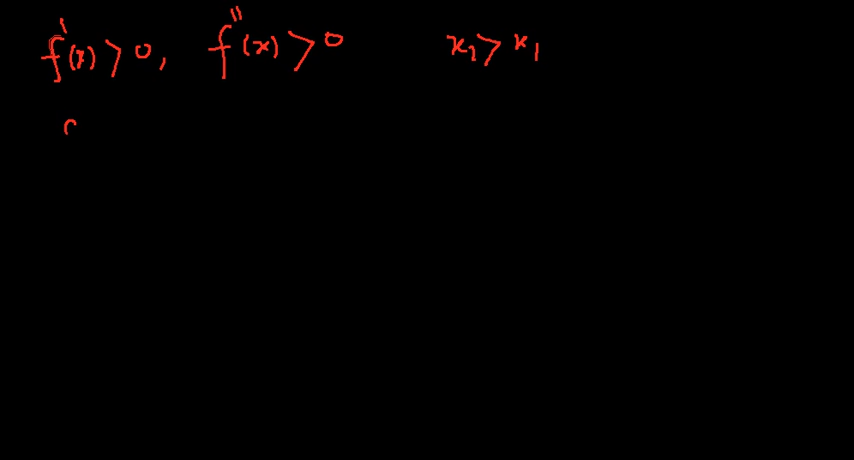 f'(x) > 0, f''(x) > 0 x₂ > x₁